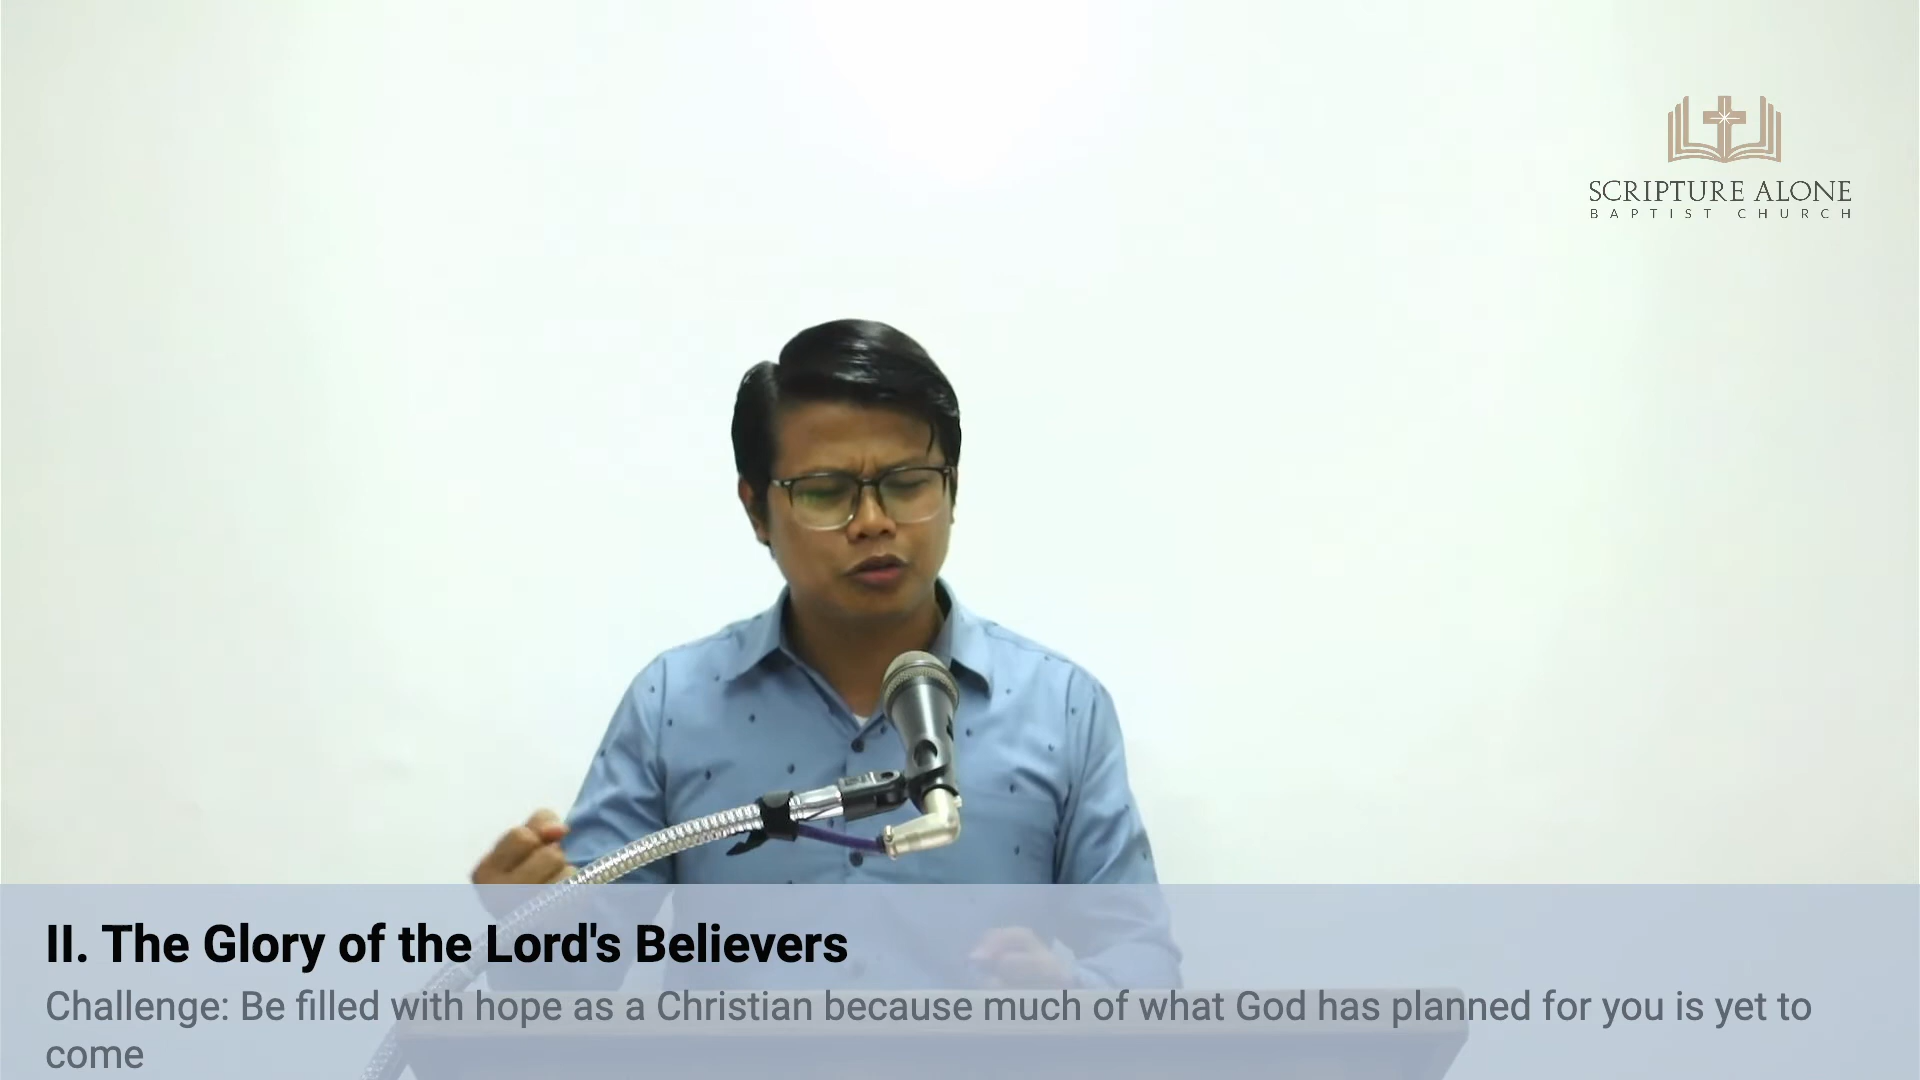 SCRIPTURE ALONE
BAPTIST CHURCH
II. The Glory of the Lord's Believers
Challenge: Be filled with hope as a Christian because much of what God has planned for you is yet to
come